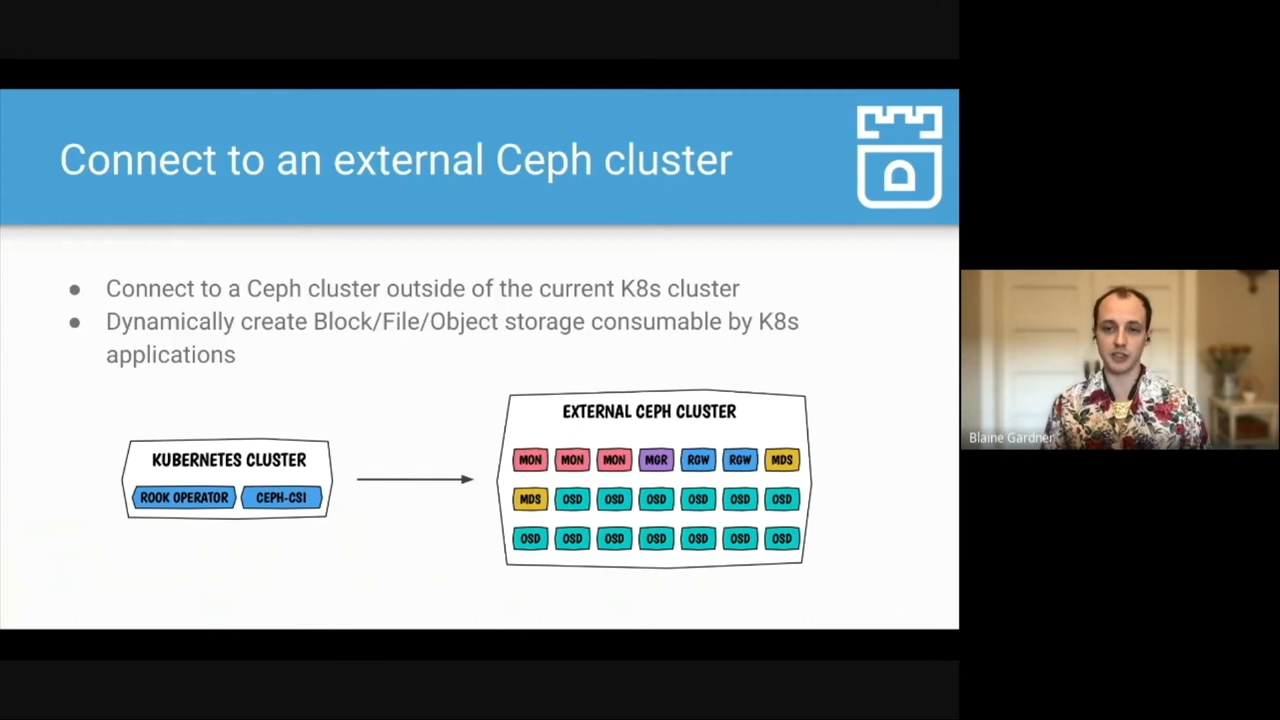 Connect to an external Ceph cluster
● Connect to a Ceph cluster outside of the current K8s cluster
● Dynamically create Block/File/Object storage consumable by K8s
applications
KUBERNETES CLUSTER
ROOK OPERATOR CEPH-CSI
EXTERNAL CEPH CLUSTER
MON MON MON MGR RGW RGW MDS
MDS OSD OSD OSD OSD OSD OSD
OSD OSD OSD OSD OSD OSD OSD
Blaine Gardner